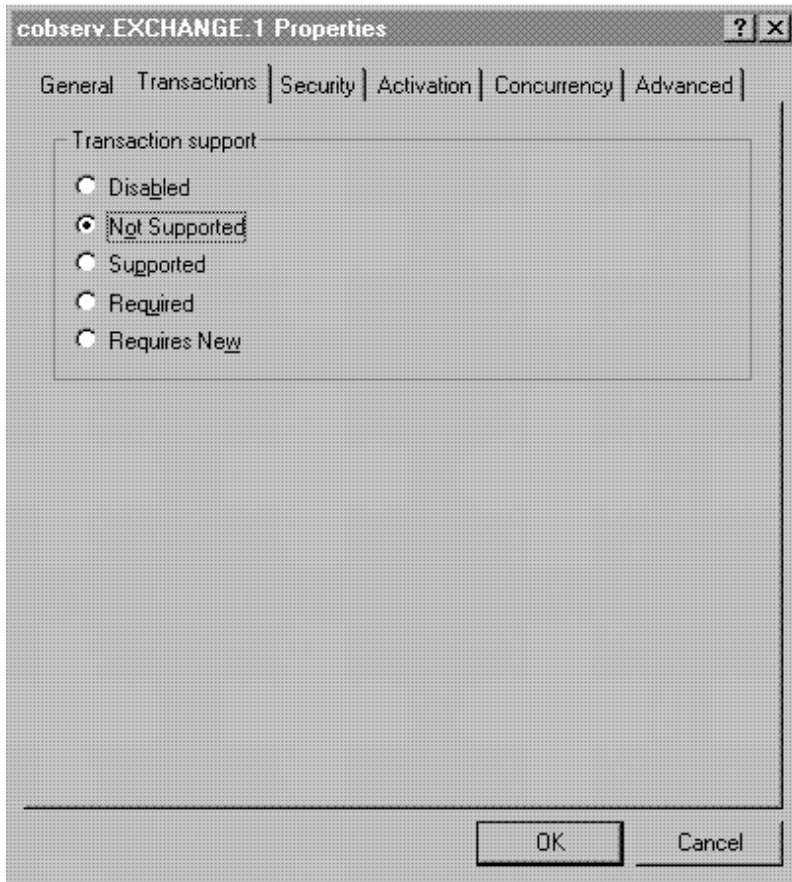 cobserv.EXCHANGE.1 Properties
General Transactions Security Activation Concurrency Advanced
Transaction support
Disabled
Not Supported
Supported
Required
Requires New
OK Cancel